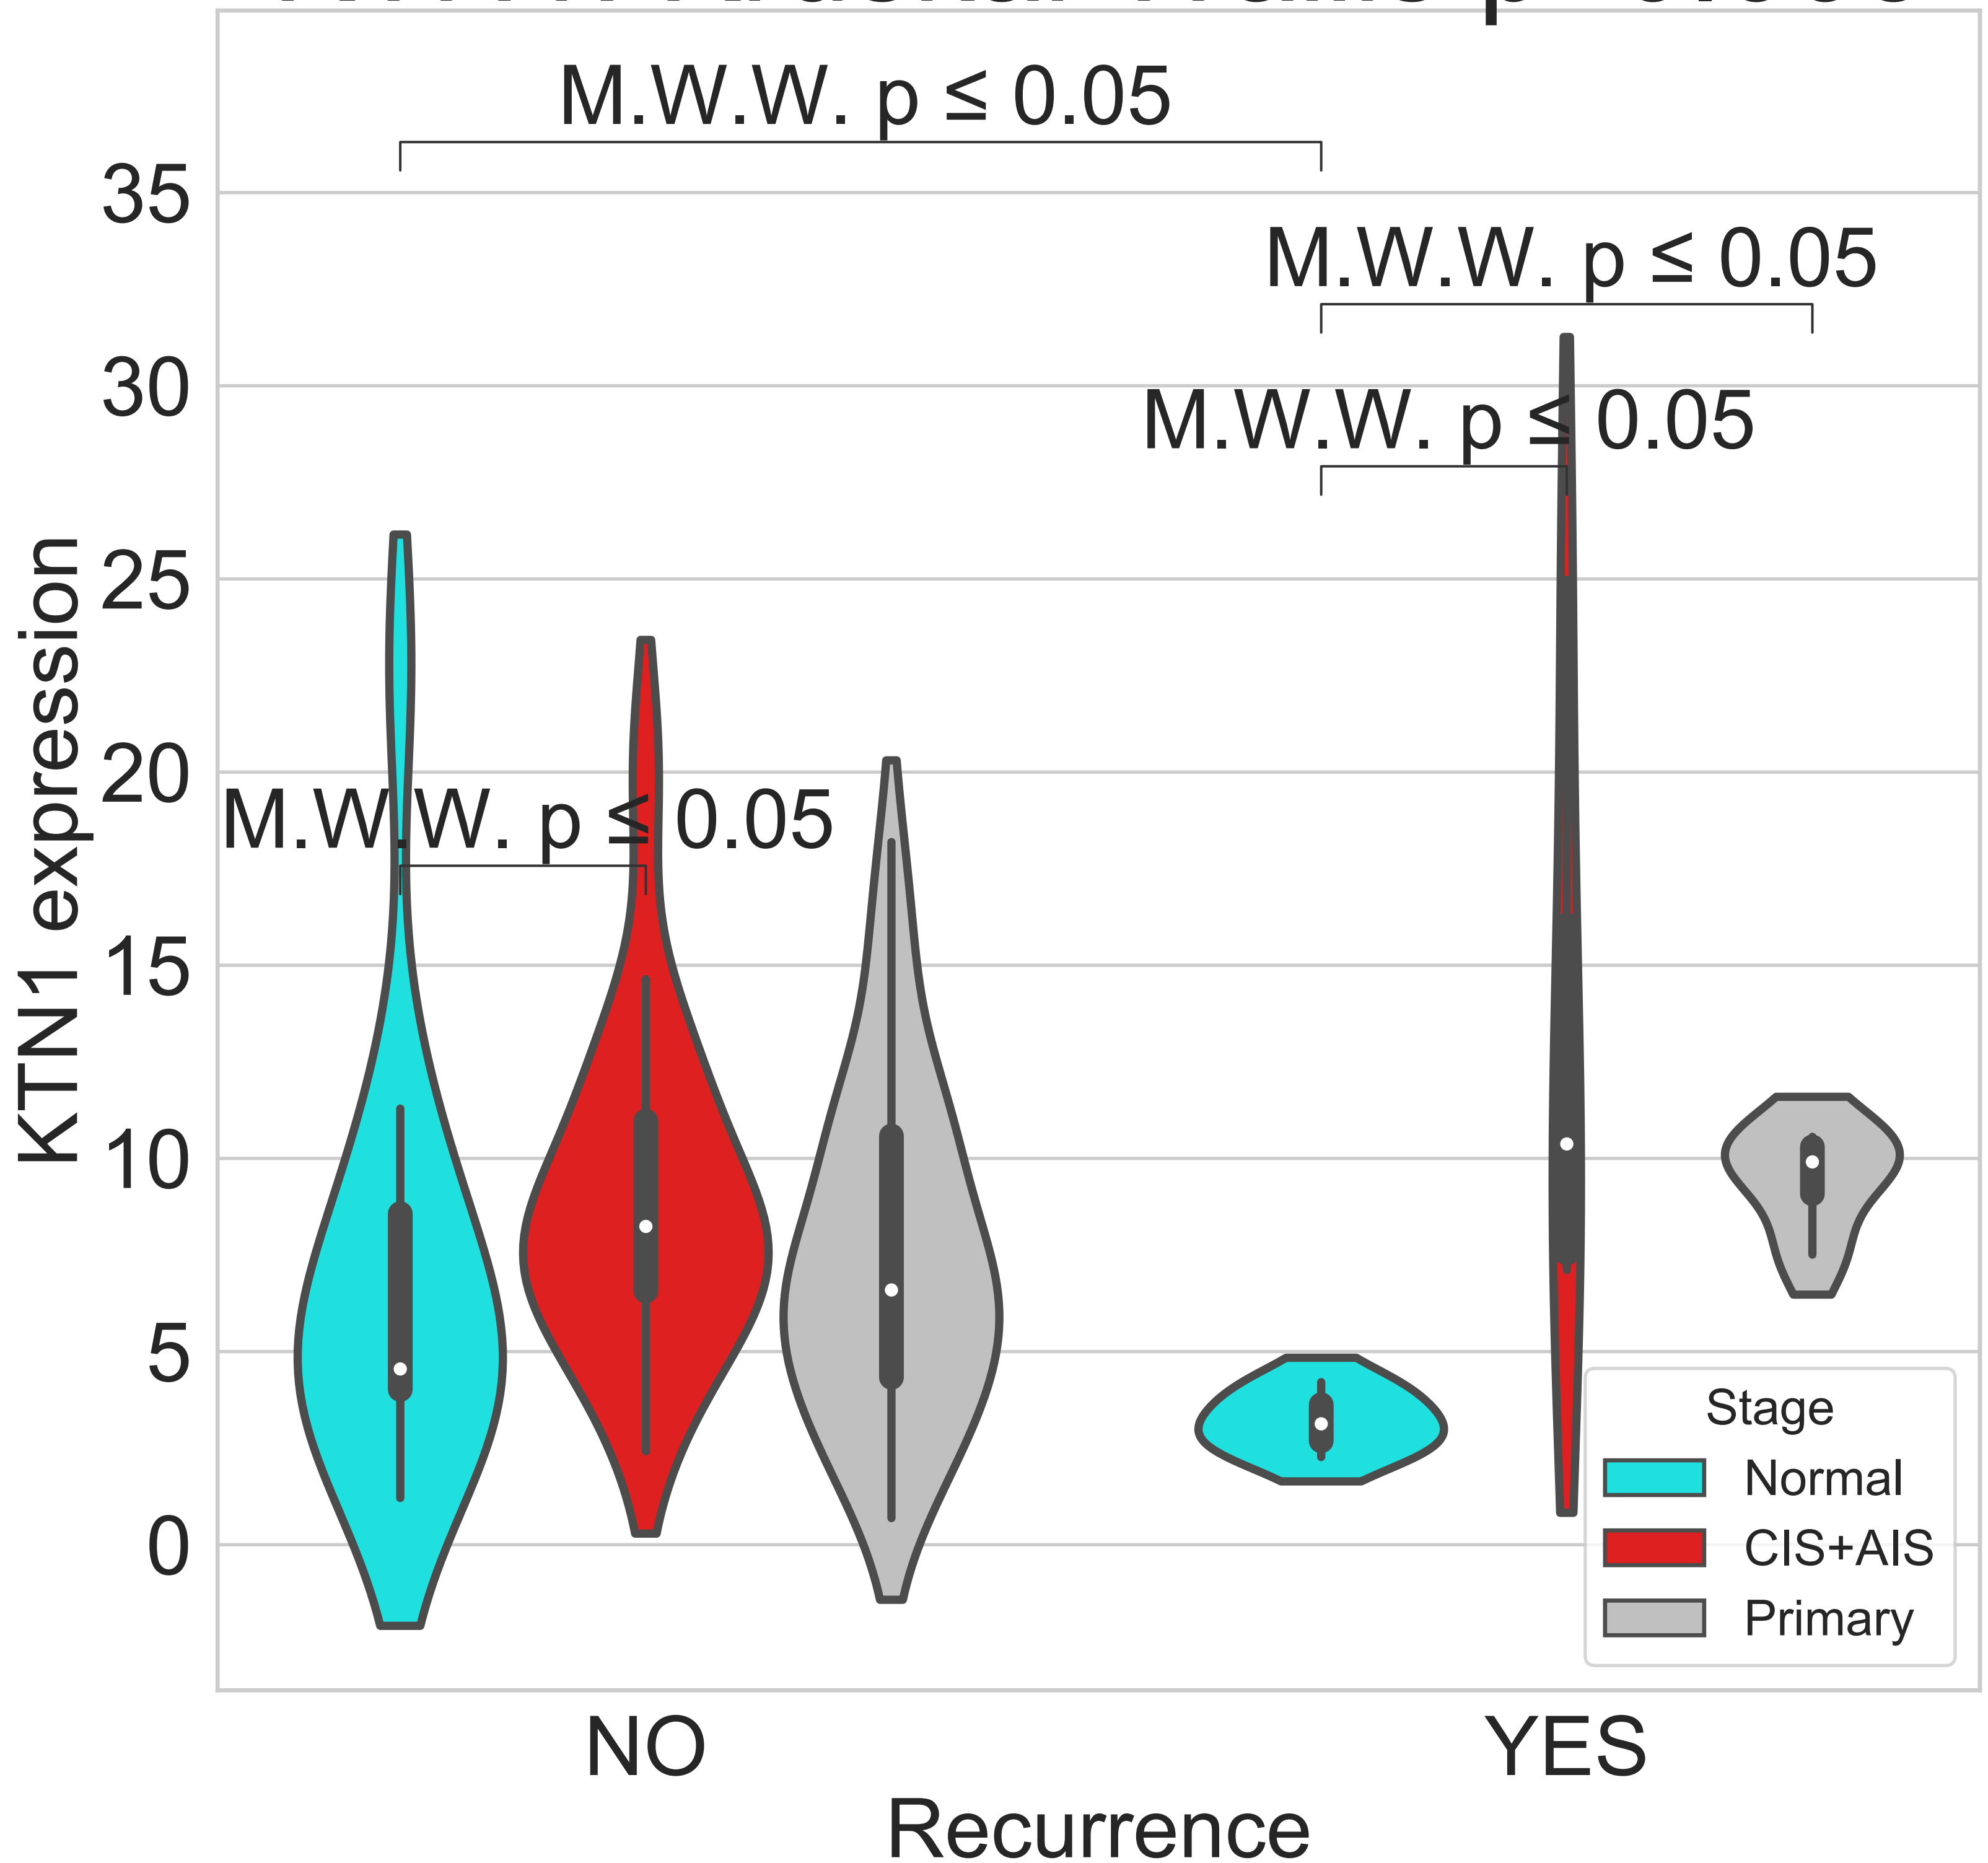 M.W.W. p ≤ 0.05
35
M.W.W. p ≤ 0.05
30
M.W.W. p ≤ 0.05
25
20
M.W.W. p ≤ 0.05
15
10
5
0
KTN1 expression
Stage
Normal
CIS+AIS
Primary
NO
YES
Recurrence